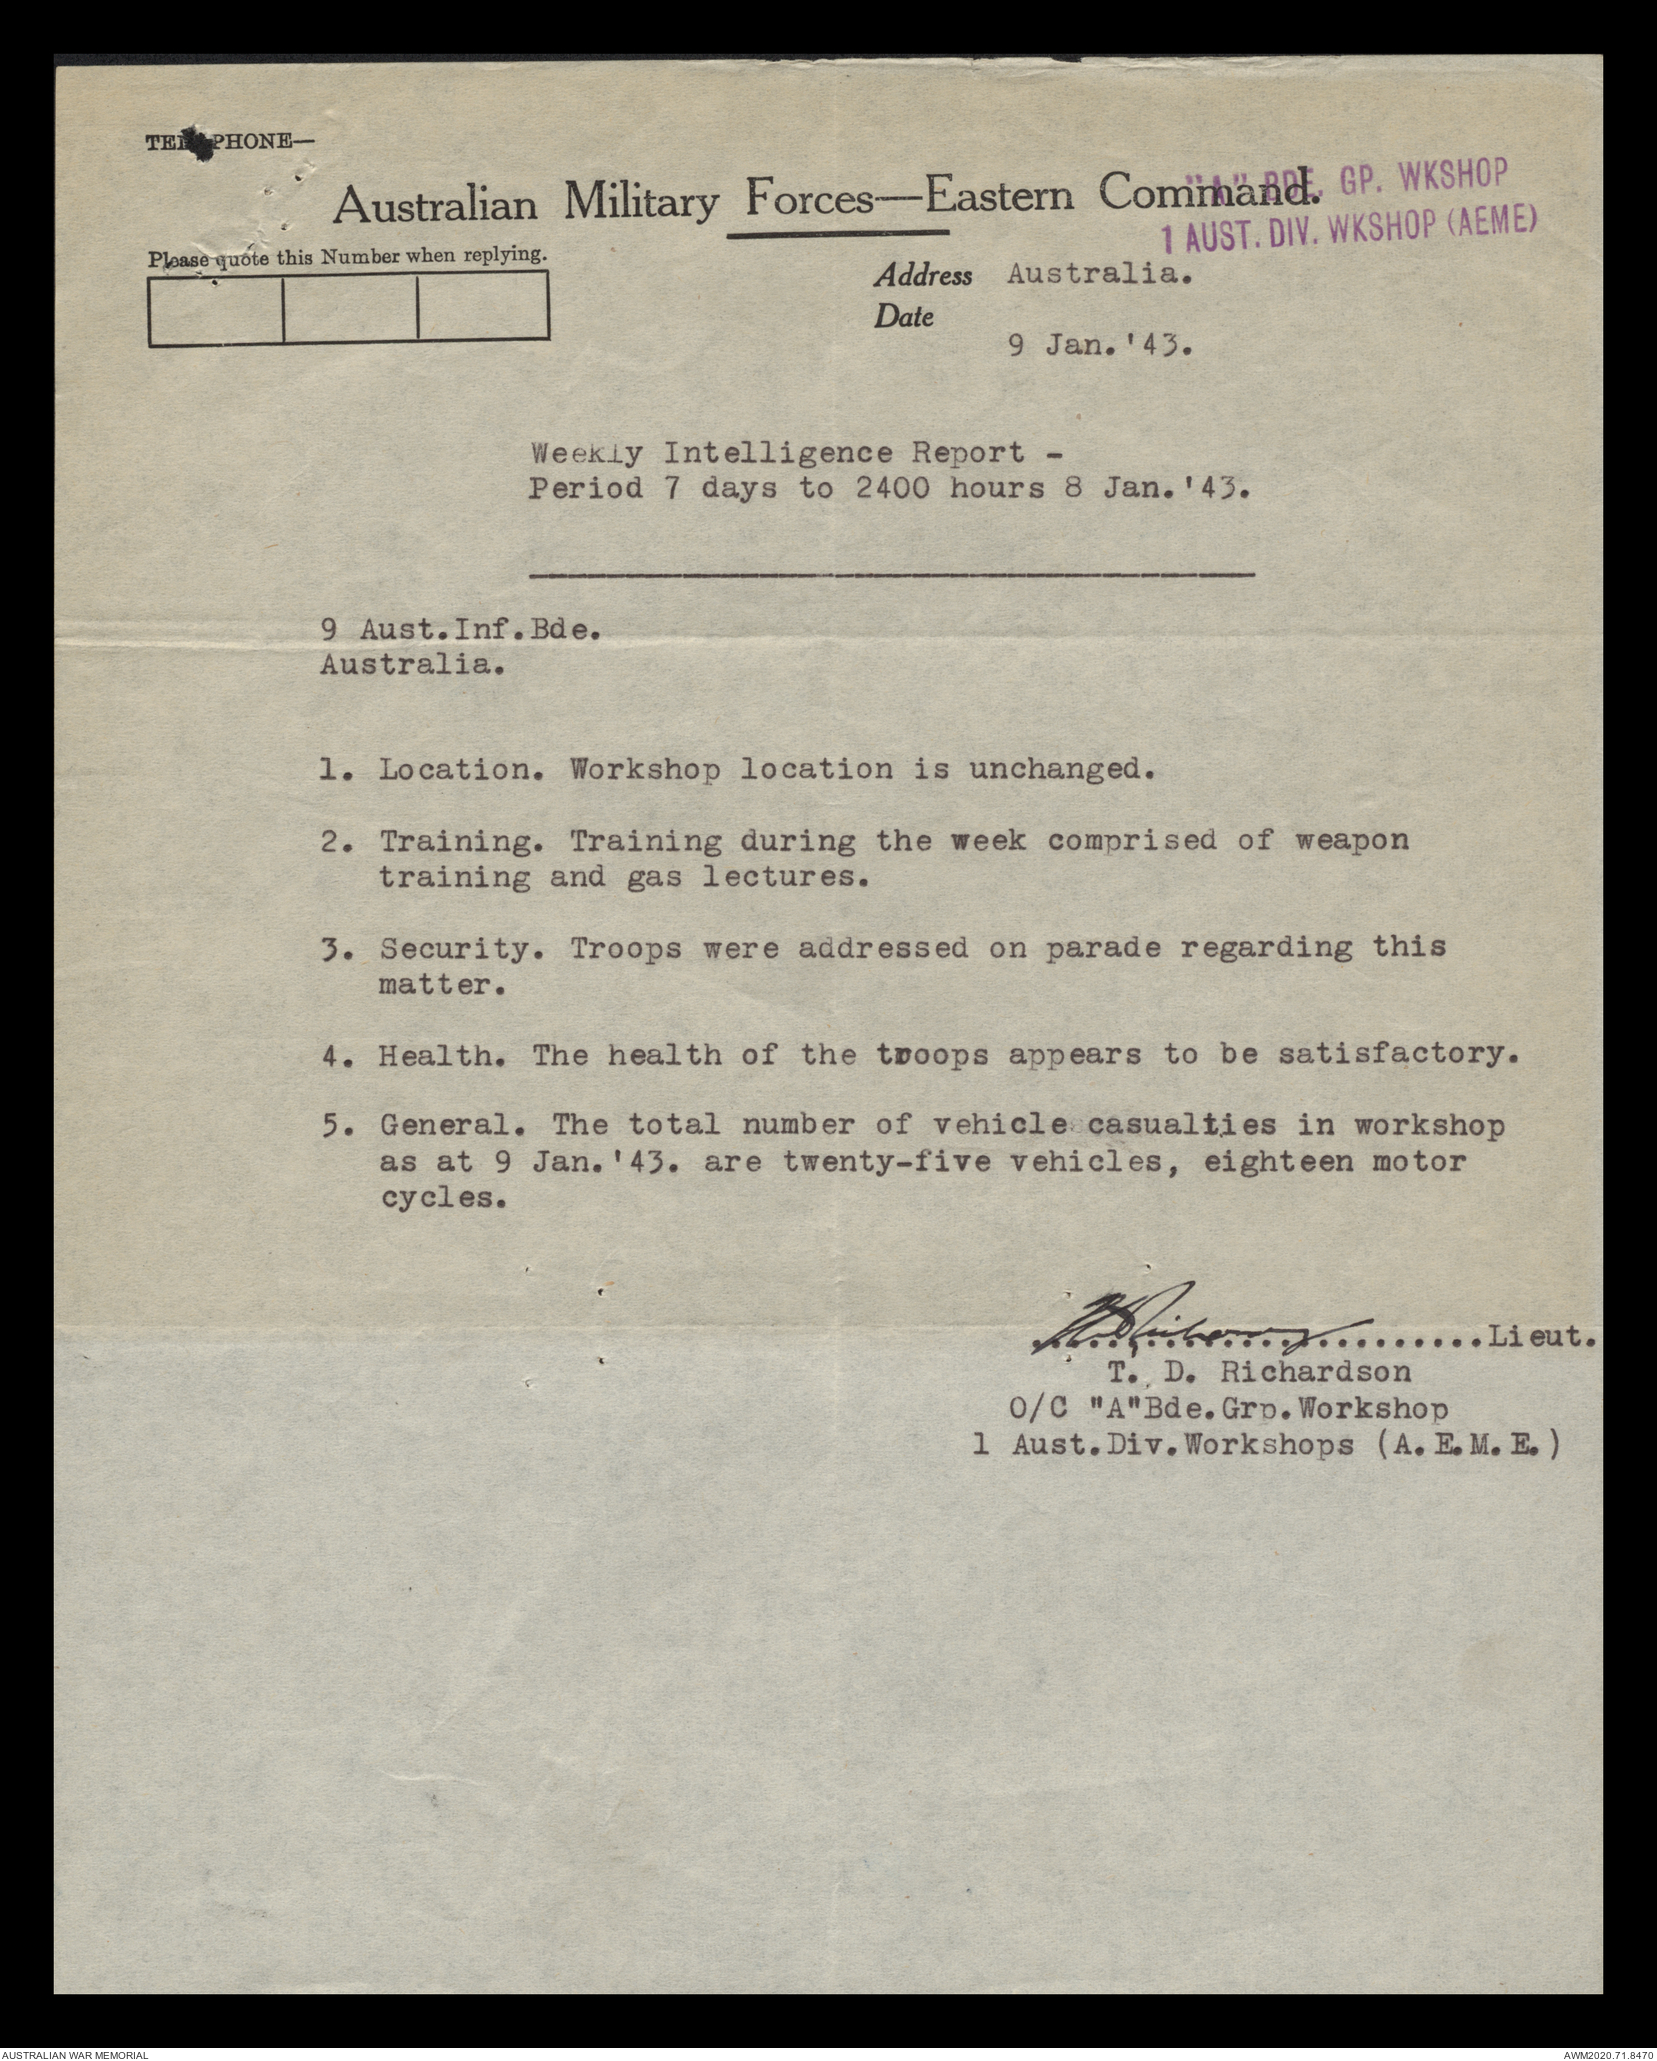 TELEPHONE—
Australian Military Forces—Eastern Command.
"A" BDE. GP. WKSHOP
1 AUST. DIV. WKSHOP (AEME)
Please quote this Number when replying.
Address Australia.
Date
9 Jan.'43.
Weekly Intelligence Report -
Period 7 days to 2400 hours 8 Jan.'43.
9 Aust.Inf.Bde.
Australia.
1. Location. Workshop location is unchanged.
2. Training. Training during the week comprised of weapon
training and gas lectures.
3. Security. Troops were addressed on parade regarding this
matter.
4. Health. The health of the troops appears to be satisfactory.
5. General. The total number of vehicle casualties in workshop
as at 9 Jan.'43. are twenty-five vehicles, eighteen motor
cycles.
..............................Lieut.
T. D. Richardson
O/C "A"Bde.Grp.Workshop
1 Aust.Div.Workshops (A.E.M.E.)
AUSTRALIAN WAR MEMORIAL
AWM2020.71.8470